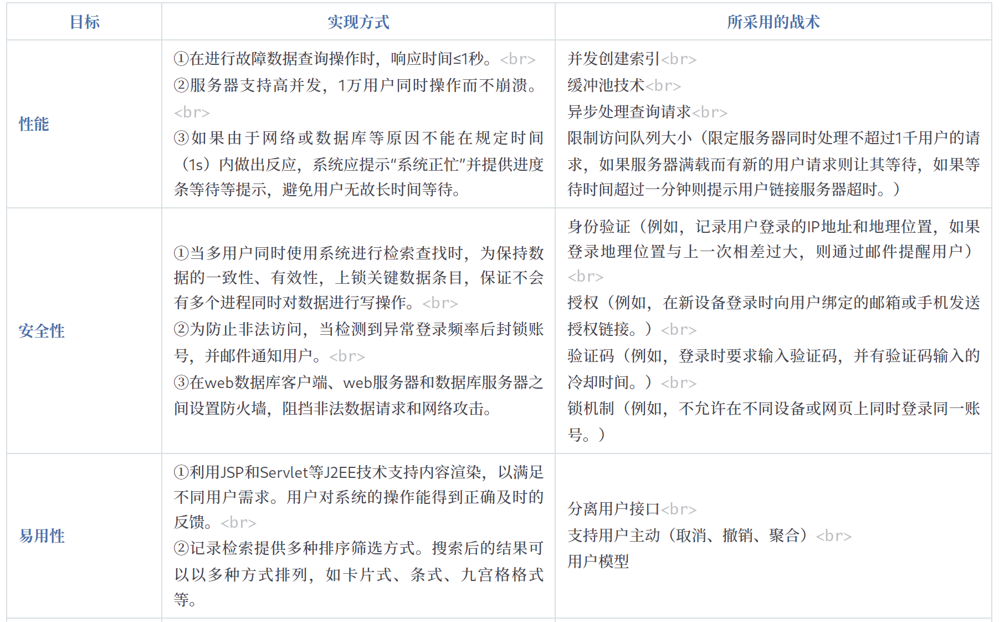 目标
实现方式
所采用的战术
性能
①在进行故障数据查询操作时，响应时间≤1秒。<br>
②服务器支持高并发，1万用户同时操作而不崩溃。
<br>
③如果由于网络或数据库等原因不能在规定时间
（1s）内做出反应，系统应提示“系统正忙”并提供进度
条等待等提示，避免用户无故长时间等待。
并发创建索引<br>
缓冲池技术<br>
异步处理查询请求<br>
限制访问队列大小（限定服务器同时处理不超过1千用户的请
求，如果服务器满载而有新的用户请求则让其等待，如果等
待时间超过一分钟则提示用户链接服务器超时。）
安全性
①当多用户同时使用系统进行检索查找时，为保持数
据的一致性、有效性，上锁关键数据条目，保证不会
有多个进程同时对数据进行写操作。<br>
②为防止非法访问，当检测到异常登录频率后封锁账
号，并邮件通知用户。<br>
③在web数据库客户端、web服务器和数据库服务器之
间设置防火墙，阻挡非法数据请求和网络攻击。
身份验证（例如，记录用户登录的IP地址和地理位置，如果
登录地理位置与上一次相差过大，则通过邮件提醒用户）
<br>
授权（例如，在新设备登录时向用户绑定的邮箱或手机发送
授权链接。）<br>
验证码（例如，登录时要求输入验证码，并有验证码输入的
冷却时间。）<br>
锁机制（例如，不允许在不同设备或网页上同时登录同一账
号。）
易用性
①利用JSP和Servlet等J2EE技术支持内容渲染，以满足
不同用户需求。用户对系统的操作能得到正确及时的
反馈。<br>
②记录检索提供多种排序筛选方式。搜索后的结果可
以以多种方式排列，如卡片式、条式、九宫格格式
等。
分离用户接口<br>
支持用户主动（取消、撤销、聚合）<br>
用户模型